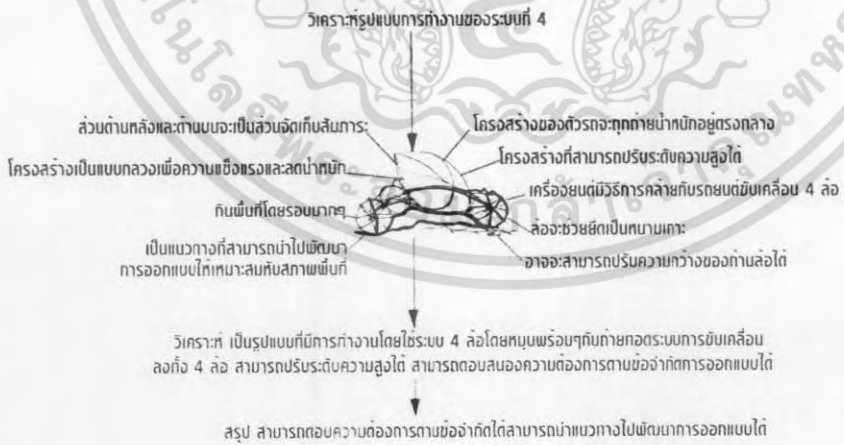 วิเคราะห์รูปแบบการทำงานของระบบที่ 4
ส่วนด้านหลังและด้านบนจะเป็นส่วนจัดเก็บสัมภาระ
โครงสร้างเป็นแบบกลวงเพื่อความแข็งแรงและลดน้ำหนัก
กินพื้นที่โดยรอบมากๆ
เป็นแนวทางที่สามารถนำไปพัฒนา
การออกแบบให้เหมาะสมกับสภาพพื้นที่
โครงสร้างของตัวรถจะถูกถ่ายน้ำหนักอยู่ตรงกลาง
โครงสร้างที่สามารถปรับระดับความสูงได้
เครื่องยนต์มีวิธีการคล้ายกับรถยนต์ขับเคลื่อน 4 ล้อ
ล้อจะช่วยยึดเป็นหนามเกาะ
อาจจะสามารถปรับความกว้างของก้านล้อได้
วิเคราะห์ เป็นรูปแบบที่มีการทำงานโดยใช้ระบบ 4 ล้อโดยหมุนพร้อมๆกับถ่ายทอดระบบการขับเคลื่อน
ลงทั้ง 4 ล้อ สามารถปรับระดับความสูงได้ สามารถตอบสนองความต้องการตามข้อจำกัดการออกแบบได้
สรุป สามารถตอบความต้องการตามข้อจำกัดได้สามารถนำแนวทางไปพัฒนาการออกแบบได้